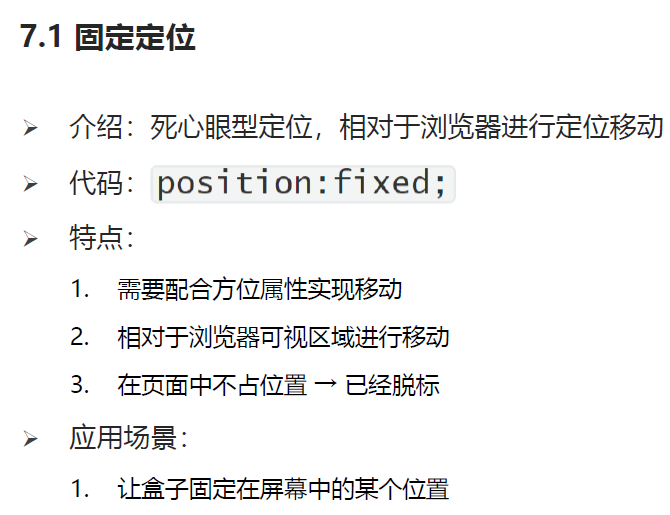 7.1 固定定位
➢ 介绍：死心眼型定位，相对于浏览器进行定位移动
➢ 代码：position:fixed;
➢ 特点：
1. 需要配合方位属性实现移动
2. 相对于浏览器可视区域进行移动
3. 在页面中不占位置 → 已经脱标
➢ 应用场景：
1. 让盒子固定在屏幕中的某个位置